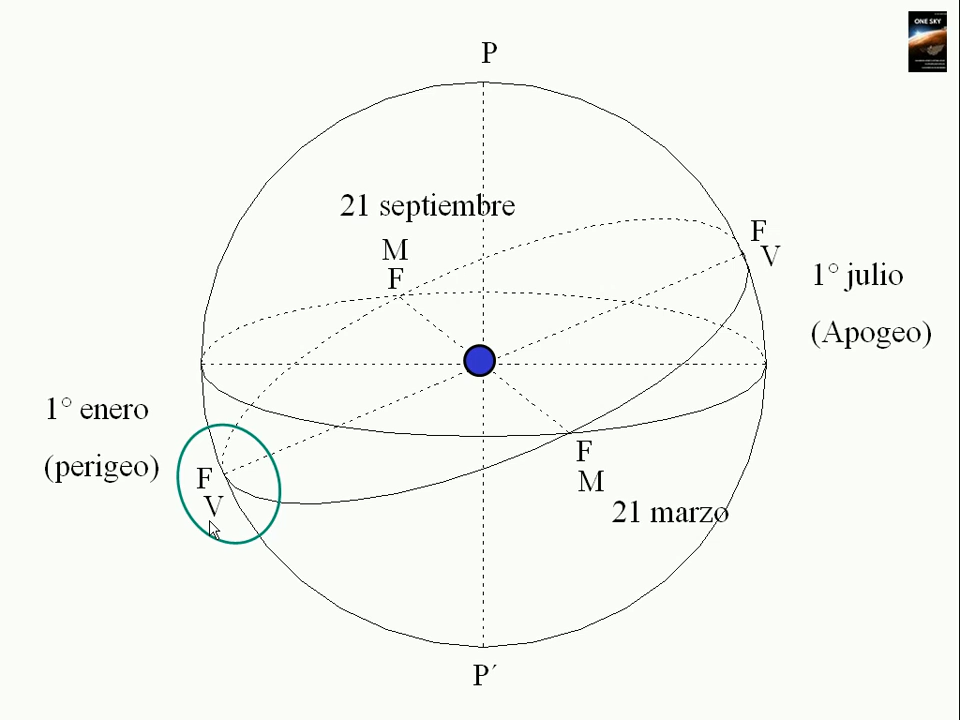 ONE SKY
P
21 septiembre
M
F
F
V
1° julio
(Apogeo)
1° enero
(perigeo)
F
V
F
M
21 marzo
P´